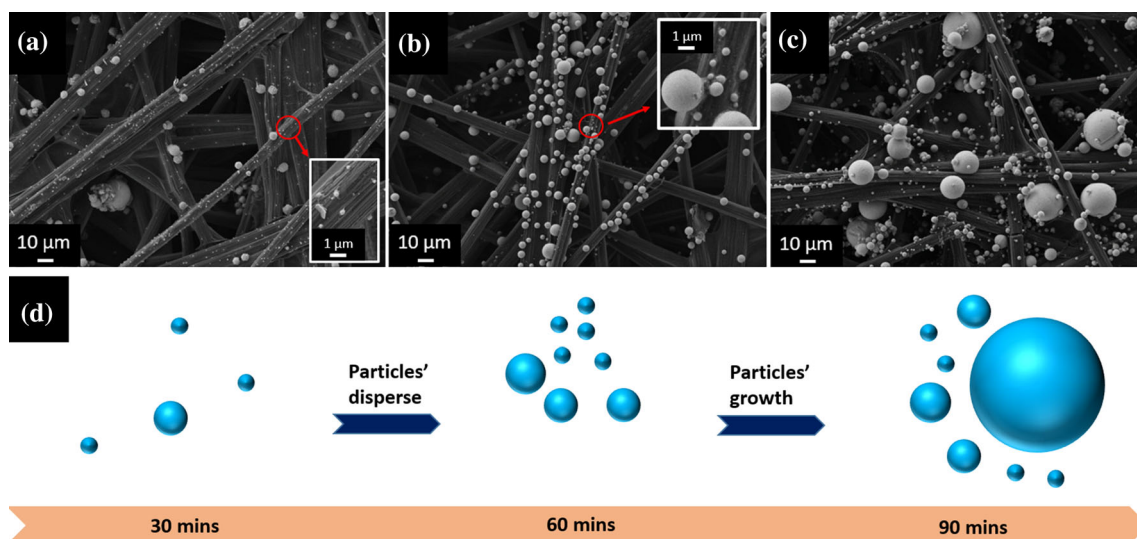 (a)
10 µm
1 µm
(b)
10 µm
1 µm
(c)
10 µm
(d)
Particles'
disperse
Particles'
growth
30 mins
60 mins
90 mins